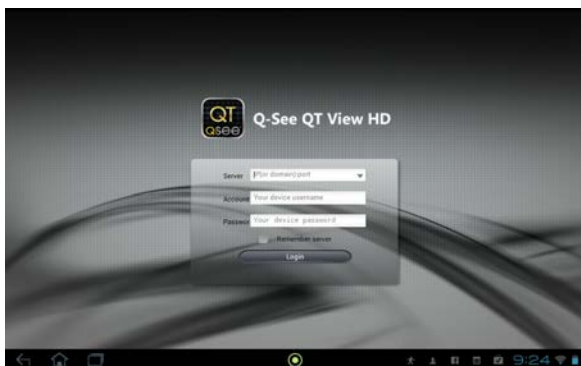 QT
Qsee
Q-See QT View HD
Server
IP(or domain):port
Account
Your device username
Password
Your device password
Remember server
Login
9:24